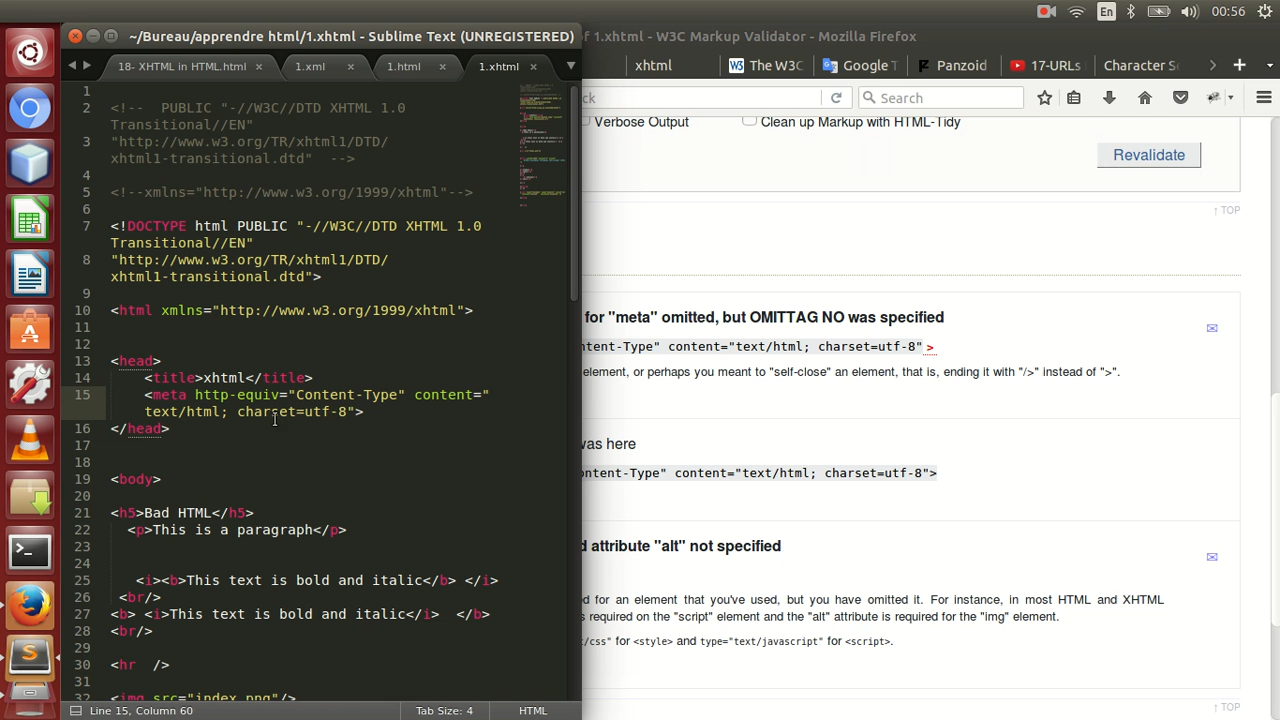 En
00:56
~/Bureau/apprendre html/1.xhtml - Sublime Text (UNREGISTERED)
of 1.xhtml - W3C Markup Validator - Mozilla Firefox
18- XHTML in HTML.html
1.xml
1.html
1.xhtml
xhtml
The W3C
Google T
Panzoid
17-URLs
Character Se
Search
1
2 <!--  PUBLIC "-//W3C//DTD XHTML 1.0
Transitional//EN"
3 "http://www.w3.org/TR/xhtml1/DTD/
xhtml1-transitional.dtd"  -->
4
5 <!--xmlns="http://www.w3.org/1999/xhtml"-->
6
7 <!DOCTYPE html PUBLIC "-//W3C//DTD XHTML 1.0
Transitional//EN"
8 "http://www.w3.org/TR/xhtml1/DTD/
xhtml1-transitional.dtd">
9
10 <html xmlns="http://www.w3.org/1999/xhtml">
11
12
13 <head>
14 <title>xhtml</title>
15 <meta http-equiv="Content-Type" content="
text/html; charset=utf-8">
16 </head>
17
18
19 <body>
20
21 <h5>Bad HTML</h5>
22 <p>This is a paragraph</p>
23
24
25 <i><b>This text is bold and italic</b> </i>
26 <br/>
27 <b> <i>This text is bold and italic</i>  </b>
28 <br/>
29
30 <hr  />
31
32 <img src="index.png"/>
Line 15, Column 60
Tab Size: 4
HTML
Verbose Output
Clean up Markup with HTML-Tidy
Revalidate
↑ TOP
for "meta" omitted, but OMITTAG NO was specified
ntent-Type" content="text/html; charset=utf-8">
element, or perhaps you meant to "self-close" an element, that is, ending it with "/>" instead of ">".
was here
ntent-Type" content="text/html; charset=utf-8">
d attribute "alt" not specified
ed for an element that you've used, but you have omitted it. For instance, in most HTML and XHTML
s required on the "script" element and the "alt" attribute is required for the "img" element.
t/css" for <style> and type="text/javascript" for <script>.
↑ TOP